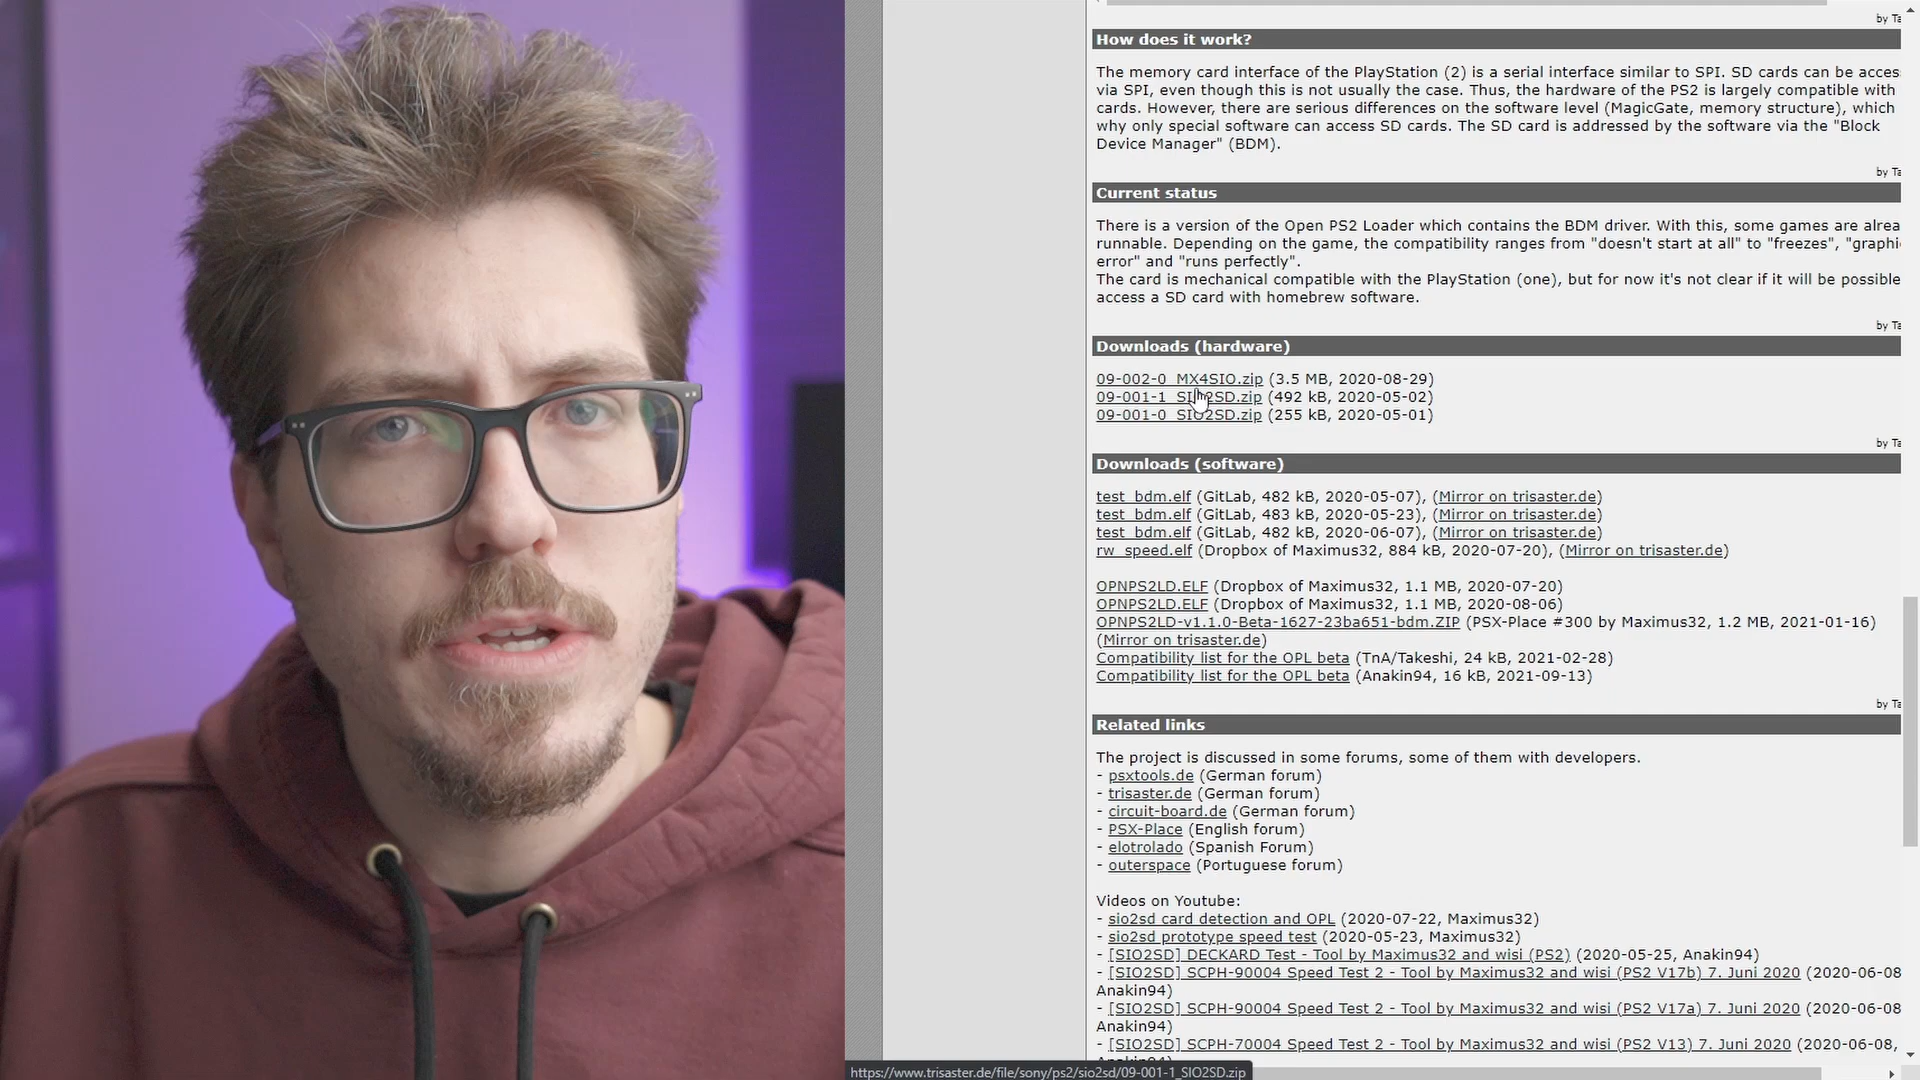 by Ta
How does it work?
The memory card interface of the PlayStation (2) is a serial interface similar to SPI. SD cards can be acces
via SPI, even though this is not usually the case. Thus, the hardware of the PS2 is largely compatible with
cards. However, there are serious differences on the software level (MagicGate, memory structure), which
why only special software can access SD cards. The SD card is addressed by the software via the "Block
Device Manager" (BDM).
by Ta
Current status
There is a version of the Open PS2 Loader which contains the BDM driver. With this, some games are alrea
runnable. Depending on the game, the compatibility ranges from "doesn't start at all" to "freezes", "graphi
error" and "runs perfectly".
The card is mechanical compatible with the PlayStation (one), but for now it's not clear if it will be possible
access a SD card with homebrew software.
by Ta
Downloads (hardware)
09-002-0_MX4SIO.zip (3.5 MB, 2020-08-29)
09-001-1_SIO2SD.zip (492 kB, 2020-05-02)
09-001-0_SIO2SD.zip (255 kB, 2020-05-01)
by Ta
Downloads (software)
test_bdm.elf (GitLab, 482 kB, 2020-05-07), (Mirror on trisaster.de)
test_bdm.elf (GitLab, 483 kB, 2020-05-23), (Mirror on trisaster.de)
test_bdm.elf (GitLab, 482 kB, 2020-06-07), (Mirror on trisaster.de)
rw_speed.elf (Dropbox of Maximus32, 884 kB, 2020-07-20), (Mirror on trisaster.de)
OPNPS2LD.ELF (Dropbox of Maximus32, 1.1 MB, 2020-07-20)
OPNPS2LD.ELF (Dropbox of Maximus32, 1.1 MB, 2020-08-06)
OPNPS2LD-v1.1.0-Beta-1627-23ba651-bdm.ZIP (PSX-Place #300 by Maximus32, 1.2 MB, 2021-01-16)
(Mirror on trisaster.de)
Compatibility list for the OPL beta (TnA/Takeshi, 24 kB, 2021-02-28)
Compatibility list for the OPL beta (Anakin94, 16 kB, 2021-09-13)
by Ta
Related links
The project is discussed in some forums, some of them with developers.
- psxtools.de (German forum)
- trisaster.de (German forum)
- circuit-board.de (German forum)
- PSX-Place (English forum)
- elotrolado (Spanish Forum)
- outerspace (Portuguese forum)
Videos on Youtube:
- sio2sd card detection and OPL (2020-07-22, Maximus32)
- sio2sd prototype speed test (2020-05-23, Maximus32)
- [SIO2SD] DECKARD Test - Tool by Maximus32 and wisi (PS2) (2020-05-25, Anakin94)
- [SIO2SD] SCPH-90004 Speed Test 2 - Tool by Maximus32 and wisi (PS2 V17b) 7. Juni 2020 (2020-06-08
Anakin94)
- [SIO2SD] SCPH-90004 Speed Test 2 - Tool by Maximus32 and wisi (PS2 V17a) 7. Juni 2020 (2020-06-08
Anakin94)
- [SIO2SD] SCPH-70004 Speed Test 2 - Tool by Maximus32 and wisi (PS2 V13) 7. Juni 2020 (2020-06-08,
https://www.trisaster.de/file/sony/ps2/sio2sd/09-001-1_SIO2SD.zip